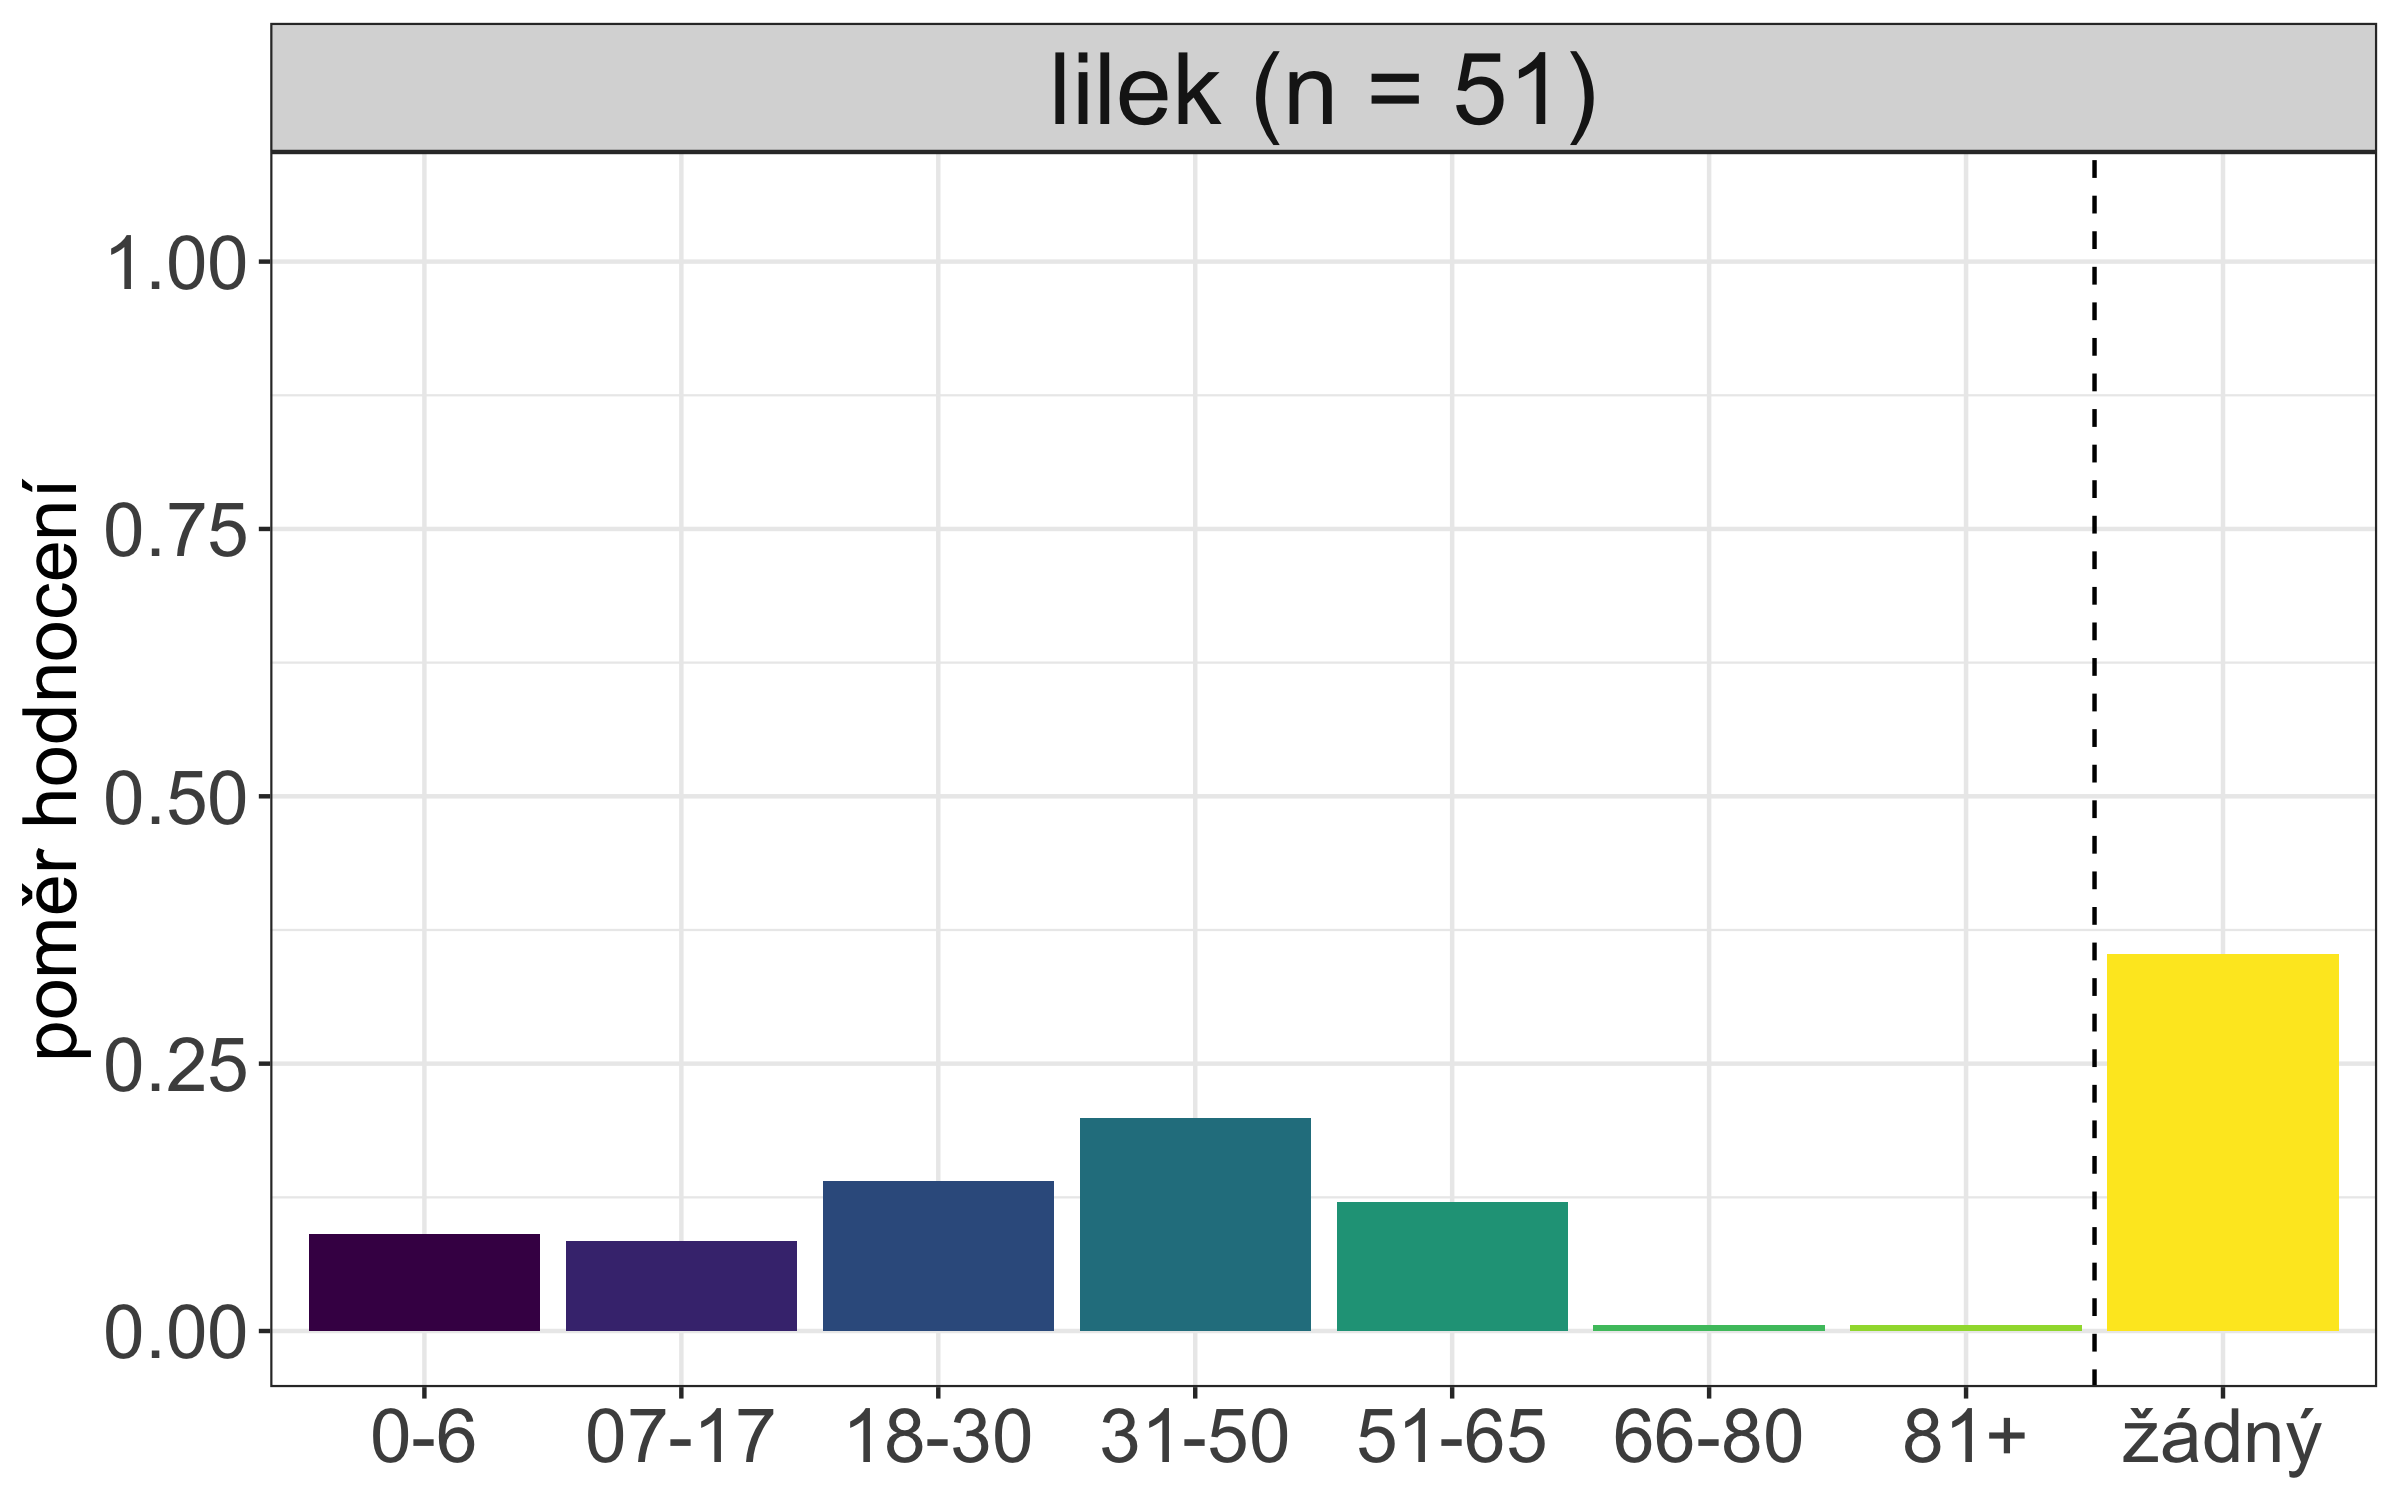 lilek (n = 51)
poměr hodnocení
1.00
0.75
0.50
0.25
0.00
0-6 07-17 18-30 31-50 51-65 66-80 81+ žádný